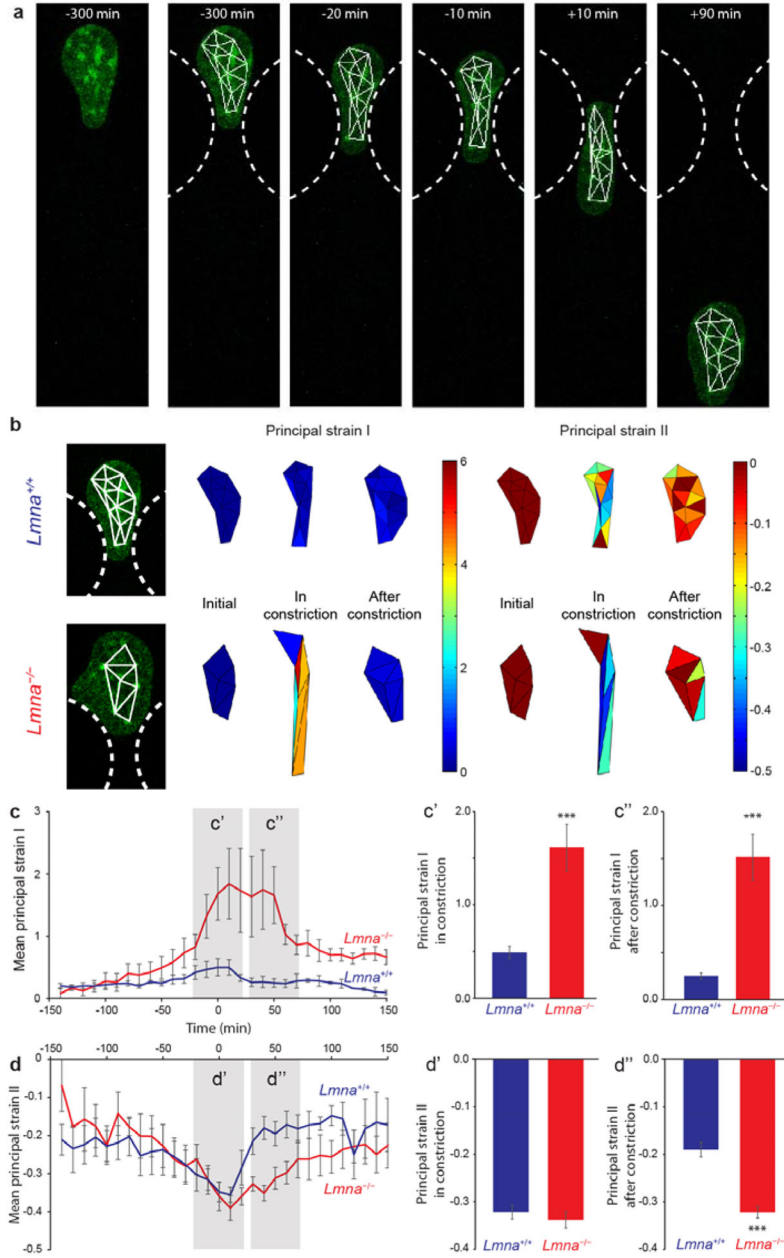 a
-300 min
-300 min
-20 min
-10 min
+10 min
+90 min
b
Principal strain I
Principal strain II
Lmna+/+
6
4
2
0
0
-0.1
-0.2
-0.3
-0.4
-0.5
Initial
In constriction
After constriction
Initial
In constriction
After constriction
Lmna−/−
c
Mean principal strain I
3
2
1
0
c'
c''
Lmna−/−
Lmna+/+
-150
-100
-50
0
50
100
150
Time (min)
c'
Principal strain I in constriction
2.0
1.0
0.0
***
Lmna+/+
Lmna−/−
c''
Principal strain I after constriction
2.0
1.0
0.0
***
Lmna+/+
Lmna−/−
d
Mean principal strain II
-150
-100
-50
0
50
100
150
0
-0.1
-0.2
-0.3
-0.4
-0.5
d'
d''
Lmna+/+
Lmna−/−
d'
Principal strain II in constriction
-0.0
-0.1
-0.2
-0.3
-0.4
Lmna+/+
Lmna−/−
d''
Principal strain II after constriction
-0.0
-0.1
-0.2
-0.3
-0.4
***
Lmna+/+
Lmna−/−